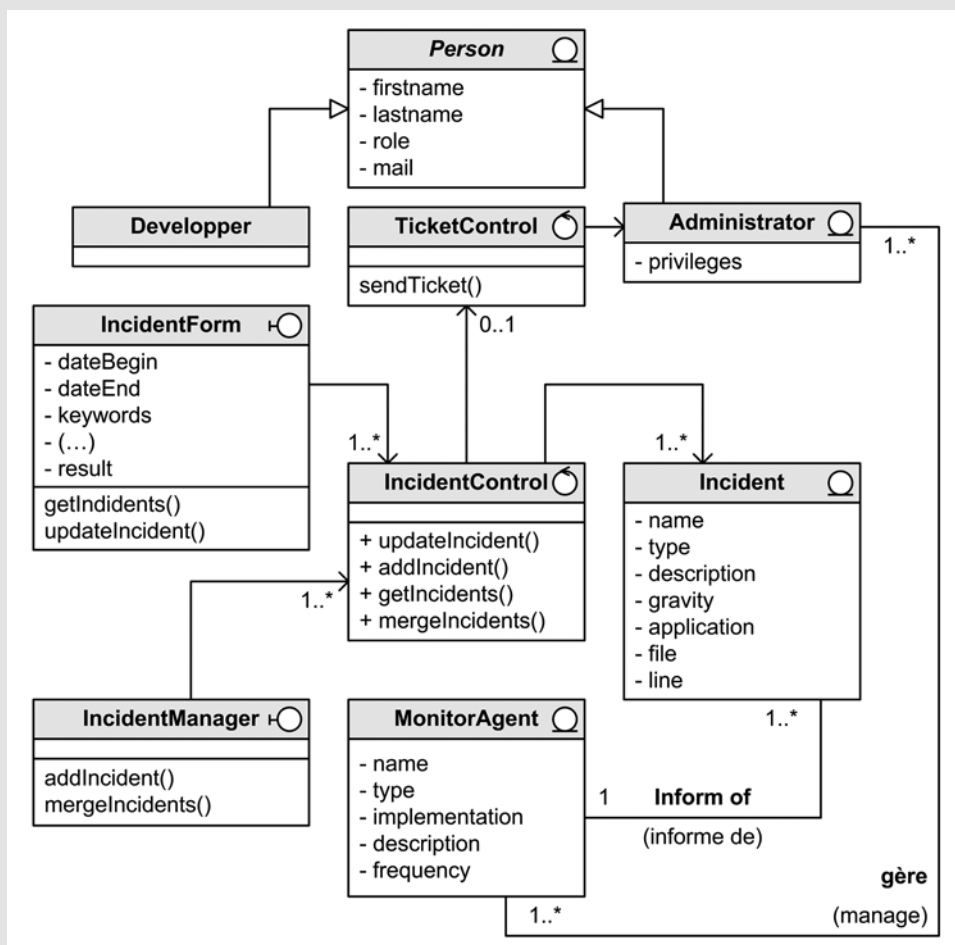 Person
- firstname
- lastname
- role
- mail
Developper
TicketControl
sendTicket()
Administrator
- privileges
1..*
0..1
IncidentForm
- dateBegin
- dateEnd
- keywords
- (...)
- result
getIndidents()
updateIncident()
1..*
1..*
IncidentControl
+ updateIncident()
+ addIncident()
+ getIncidents()
+ mergeIncidents()
Incident
- name
- type
- description
- gravity
- application
- file
- line
1..*
1..*
IncidentManager
addIncident()
mergeIncidents()
MonitorAgent
- name
- type
- implementation
- description
- frequency
1
Inform of
(informe de)
1..*
gère
(manage)